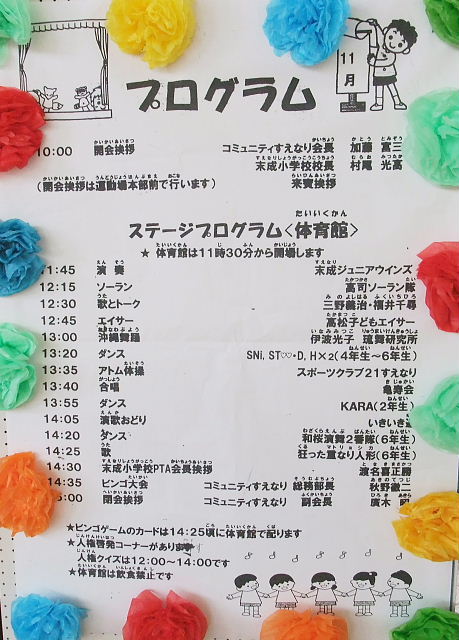 11月
プログラム
10:00 開会挨拶 コミュニティすえなり会長 加藤 富三
末成小学校校長 村尾 光高
(開会挨拶は運動場本部前で行います) 来賓挨拶
ステージプログラム<体育館>
★ 体育館は11時30分から開場します
11:45 演奏 末成ジュニアウインズ
12:15 ソーラン 高司ソーラン隊
12:30 歌とトーク 三野義治・福井千尋
12:45 エイサー 高松子どもエイサー
13:00 沖縄舞踊 伊波光子 琉舞研究所
13:20 ダンス SNi, ST♡♡・D, H×2(4年生~6年生)
13:35 アトム体操 スポーツクラブ21すえなり
13:40 合唱 亀寿会
13:55 ダンス KARA(2年生)
14:05 演歌おどり いきいき
14:20 ダンス 和桜演舞2番隊(6年生)
14:25 歌 狂った重なり人形(6年生)
14:30 末成小学校PTA会長挨拶 渡名喜正勝
14:35 ビンゴ大会 コミュニティすえなり 総務部長 秋野徹二
15:00 閉会挨拶 コミュニティすえなり 副会長 廣木
★ビンゴゲームのカードは14:25頃に体育館で配ります
★人権啓発コーナーがあります
人権クイズは12:00~14:00です
★体育館は飲食禁止です